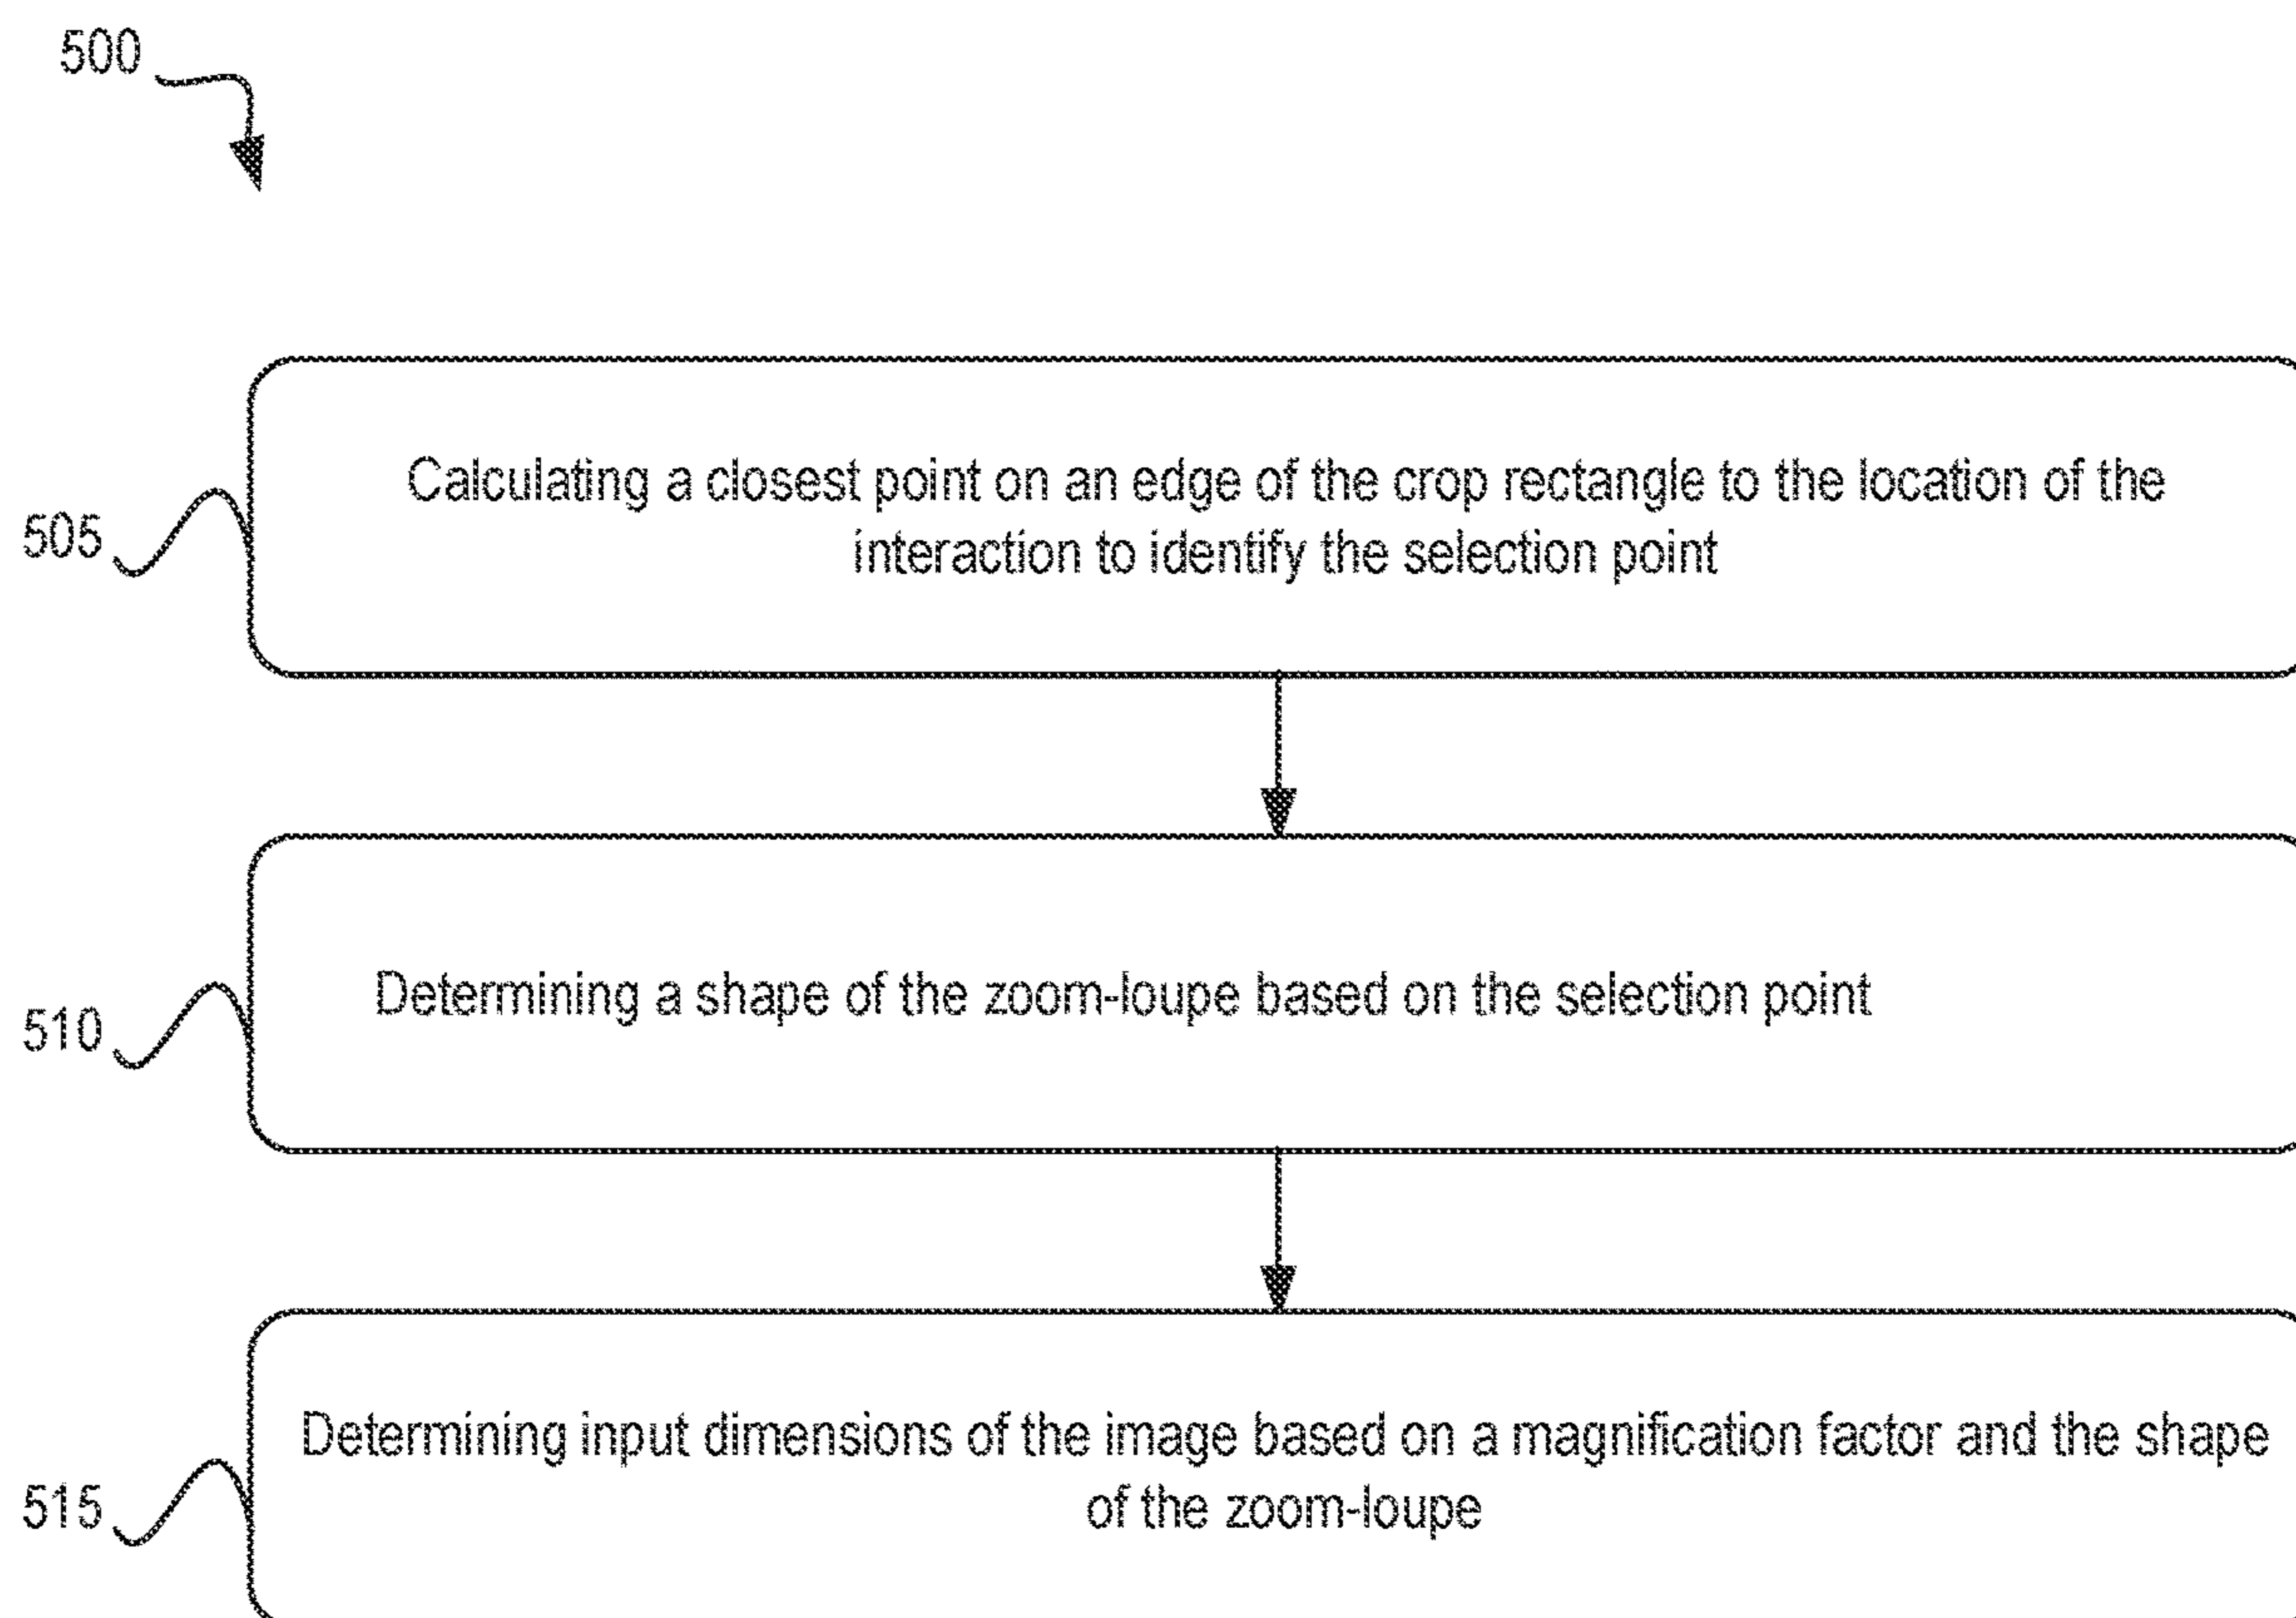 500
Calculating a closest point on an edge of the crop rectangle to the location of the
interaction to identify the selection point
505
Determining a shape of the zoom-loupe based on the selection point
510
Determining input dimensions of the image based on a magnification factor and the shape
of the zoom-loupe
515